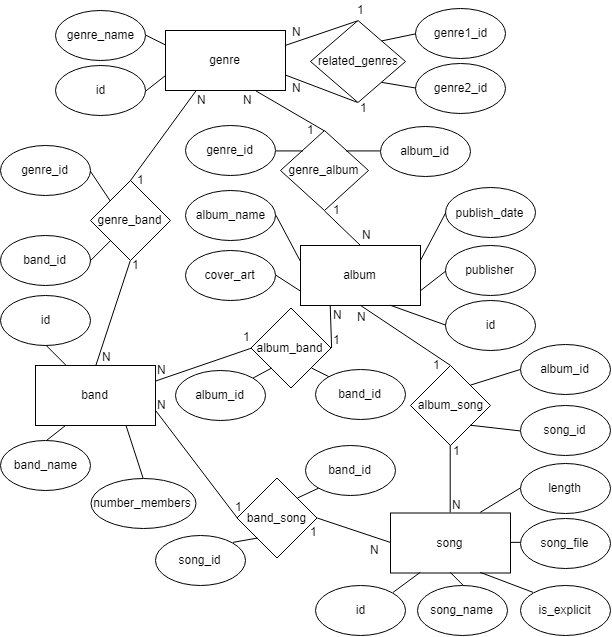 1
genre_name
genre
N
related_genres
genre1_id
id
N
genre2_id
1
N
N
genre_id
1
genre_id
1
genre_album
album_id
genre_band
album_name
1
publish_date
N
band_id
1
cover_art
album
publisher
id
N
N
id
1
album_band
1
N
N
1
album_id
band
N
album_id
band_id
album_song
song_id
band_name
1
number_members
band_id
length
1
band_song
N
song_id
1
N
song
song_file
id
song_name
is_explicit